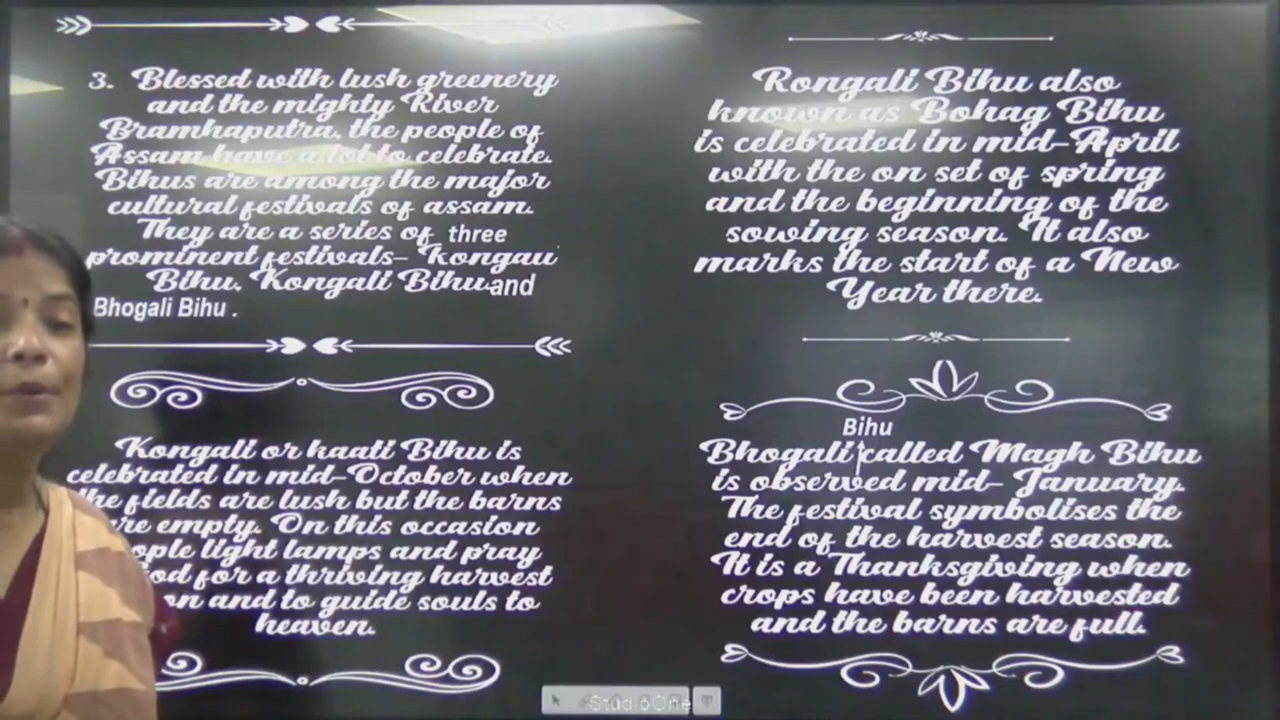 3. Blessed with lush greenery
and the mighty River
Bramhaputra, the people of
Assam have a lot to celebrate.
Bihus are among the major
cultural festivals of assam.
They are a series of three
prominent festivals- Kongali
Bihu, Kongali Bihu and
Bhogali Bihu .
Kongali or kaati Bihu is
celebrated in mid-October when
the fields are lush but the barns
are empty. On this occasion
ople light lamps and pray
od for a thriving harvest
on and to guide souls to
heaven.
Rongali Bihu also
known as Bohag Bihu
is celebrated in mid-April
with the on set of spring
and the beginning of the
sowing season. It also
marks the start of a New
Year there.
Bihu
Bhogali called Magh Bihu
is observed mid- January.
The festival symbolises the
end of the harvest season.
It is a Thanksgiving when
crops have been harvested
and the barns are full.
StudioOne